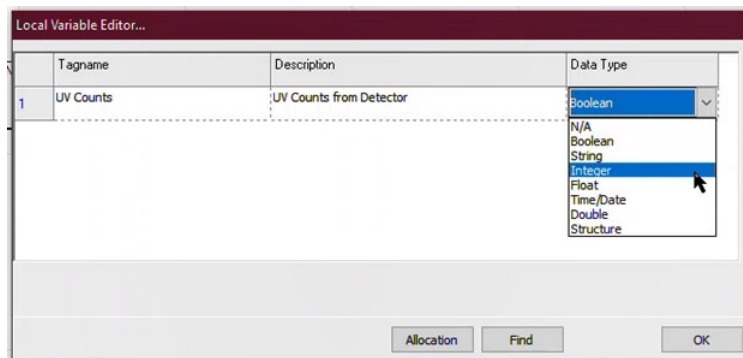 Local Variable Editor...
Tagname Description Data Type
1 UV Counts UV Counts from Detector Boolean
N/A
Boolean
String
Integer
Float
Time/Date
Double
Structure
Allocation Find OK